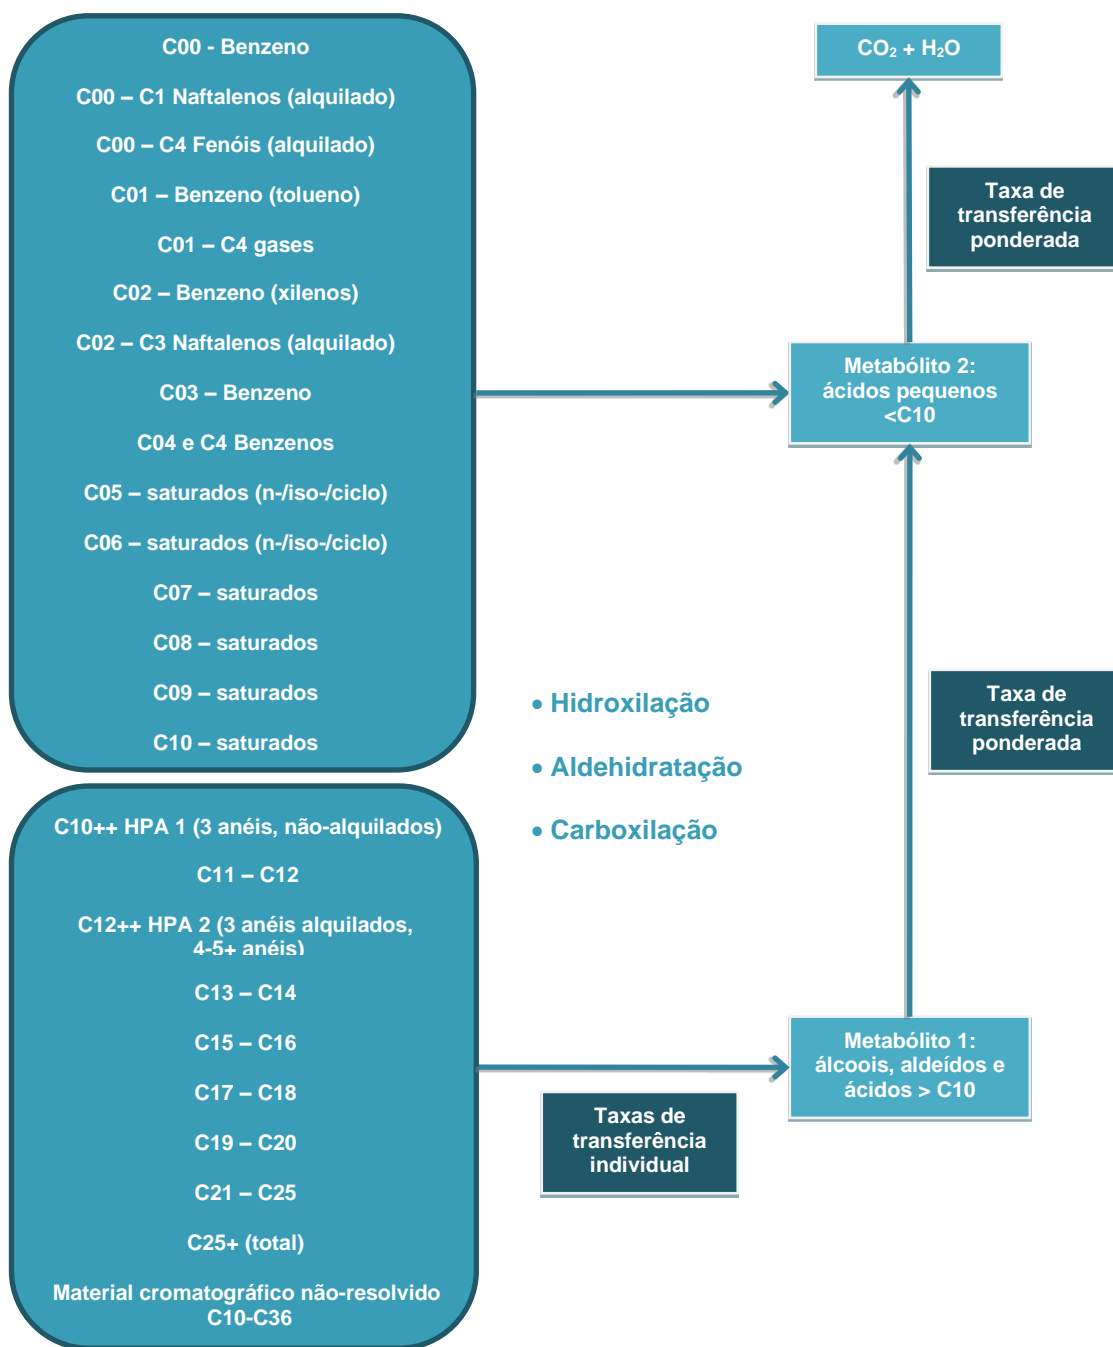 C00 - Benzeno
C00 – C1 Naftalenos (alquilado)
C00 – C4 Fenóis (alquilado)
C01 – Benzeno (tolueno)
C01 – C4 gases
C02 – Benzeno (xilenos)
C02 – C3 Naftalenos (alquilado)
C03 – Benzeno
C04 e C4 Benzenos
C05 – saturados (n-/iso-/ciclo)
C06 – saturados (n-/iso-/ciclo)
C07 – saturados
C08 – saturados
C09 – saturados
C10 – saturados
C10++ HPA 1 (3 anéis, não-alquilados)
C11 – C12
C12++ HPA 2 (3 anéis alquilados,
4-5+ anéis)
C13 – C14
C15 – C16
C17 – C18
C19 – C20
C21 – C25
C25+ (total)
Material cromatográfico não-resolvido
C10-C36
• Hidroxilação
• Aldehidratação
• Carboxilação
Taxas de
transferência
individual
CO₂ + H₂O
Taxa de
transferência
ponderada
Metabólito 2:
ácidos pequenos
<C10
Taxa de
transferência
ponderada
Metabólito 1:
álcoois, aldeídos e
ácidos > C10